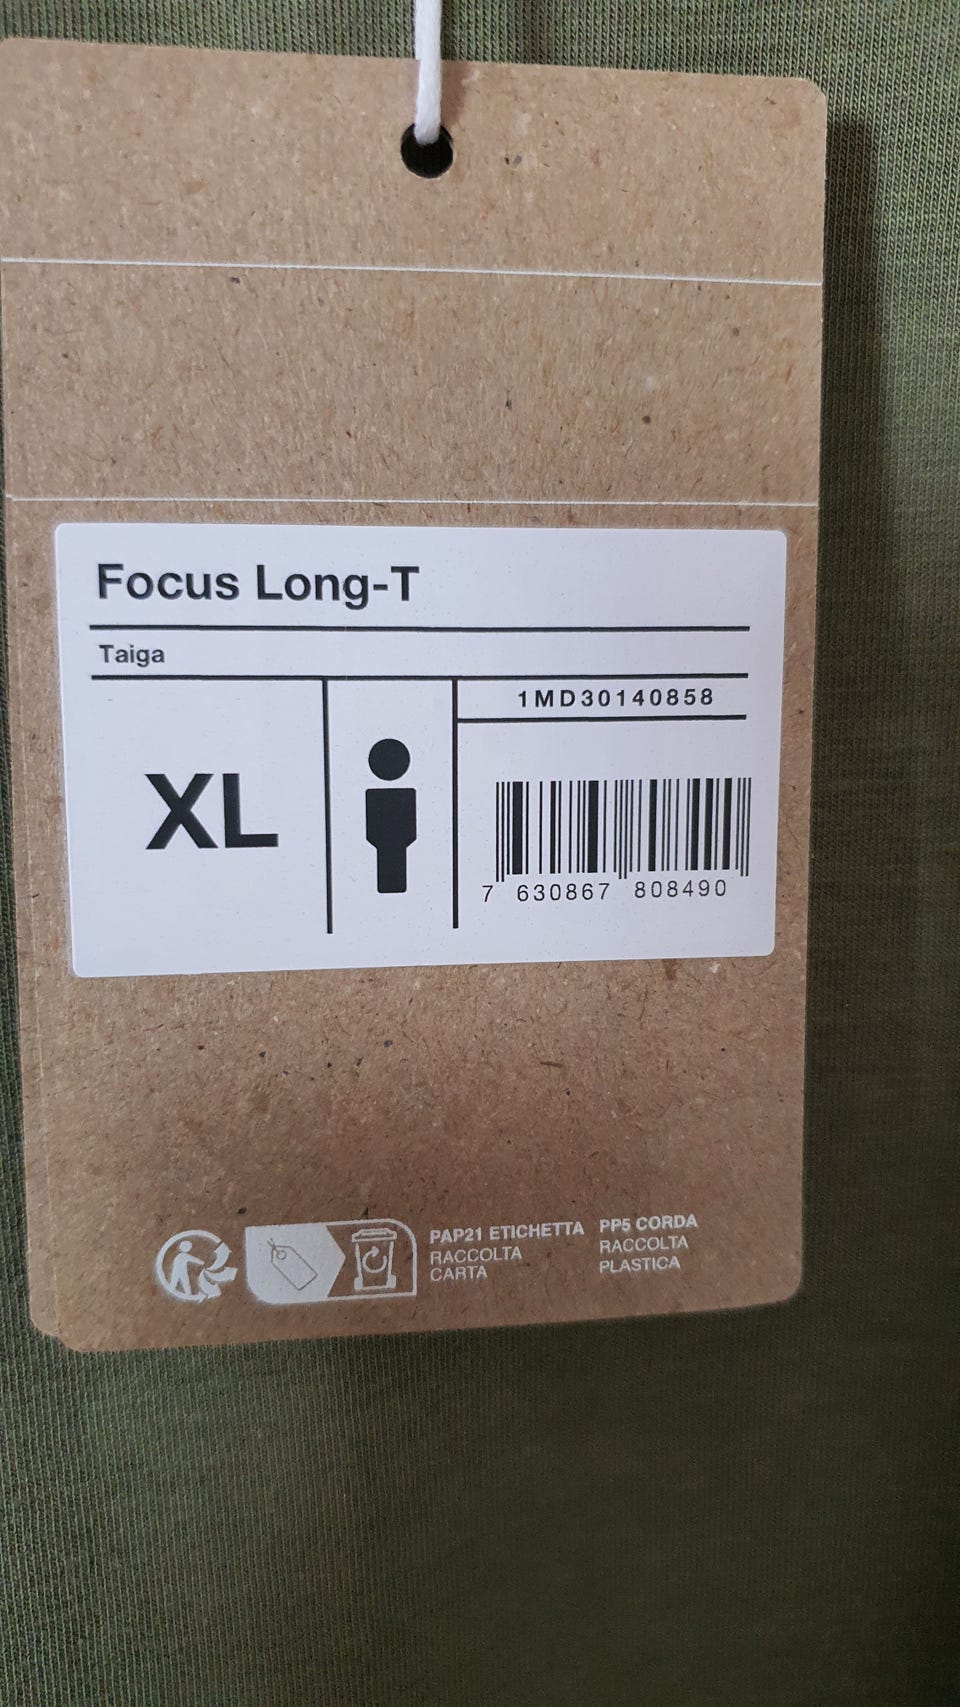 Focus Long-T
Taiga
XL
1MD30140858
7 630867 808490
PAP21 ETICHETTA
RACCOLTA
CARTA
PP5 CORDA
RACCOLTA
PLASTICA